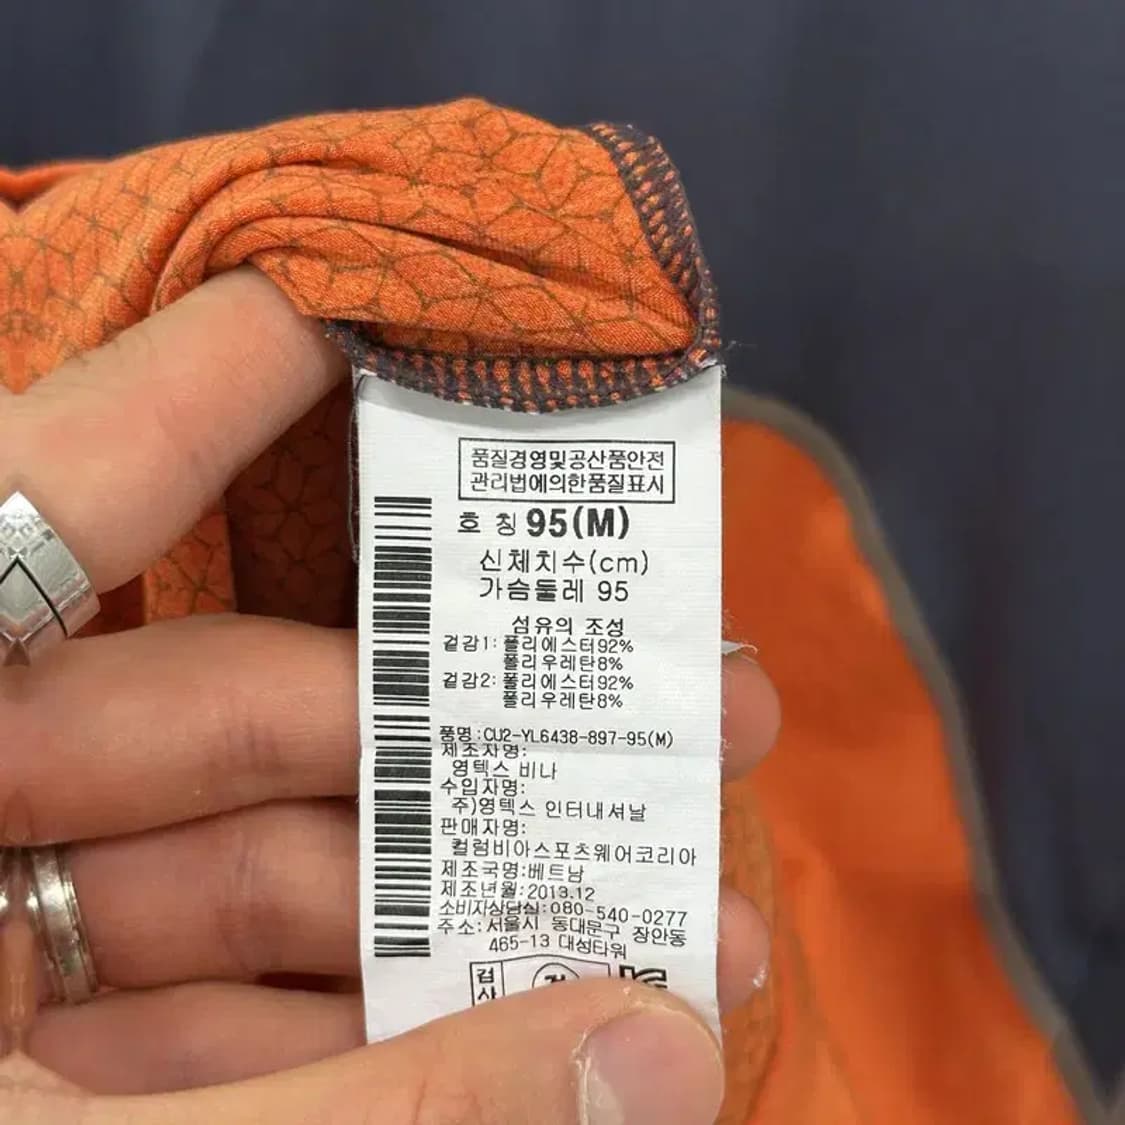 품질경영및공산품안전
관리법에의한품질표시
호 칭 95(M)
신체치수(cm)
가슴둘레 95
섬유의 조성
겉감1: 폴리에스터92%
폴리우레탄8%
겉감2: 폴리에스터92%
폴리우레탄8%
품명:CU2-YL6438-897-95(M)
제조자명:
영텍스 비나
수입자명:
주)영텍스 인터내셔날
판매자명:
컬럼비아스포츠웨어코리아
제조국명:베트남
제조년월:2013.12
소비자상담실:080-540-0277
주소:서울시 동대문구 장안동
465-13 대성타워
검사